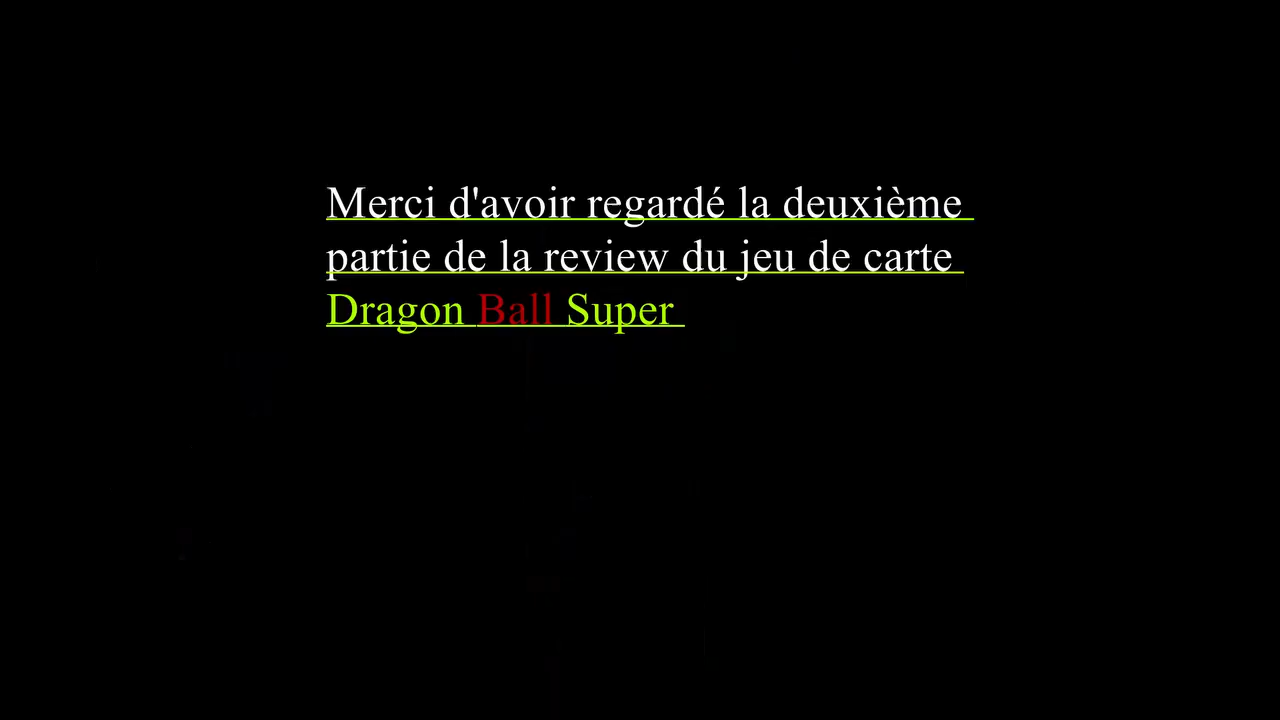 Merci d'avoir regardé la deuxième
partie de la review du jeu de carte
Dragon Ball Super